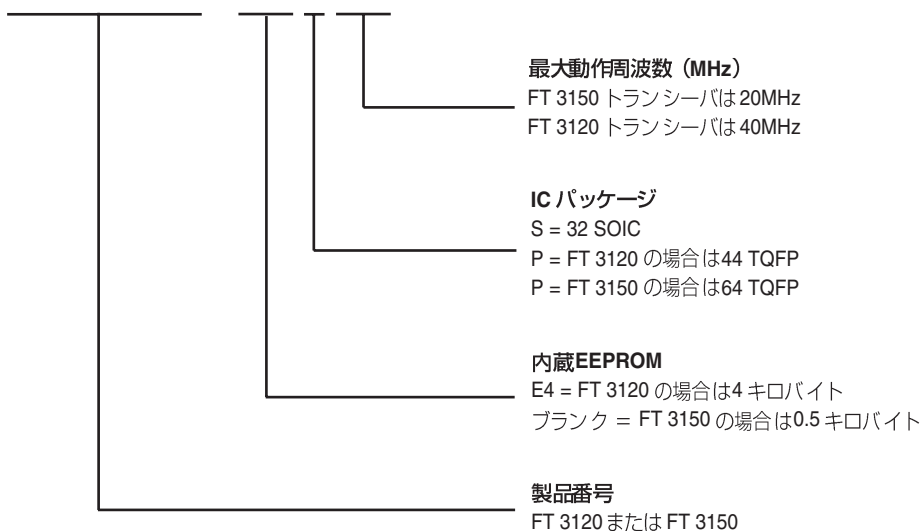 最大動作周波数 (MHz)
FT 3150 トランシーバは 20MHz
FT 3120 トランシーバは 40MHz
IC パッケージ
S = 32 SOIC
P = FT 3120 の場合は44 TQFP
P = FT 3150 の場合は64 TQFP
内蔵EEPROM
E4 = FT 3120 の場合は4 キロバイト
ブランク = FT 3150 の場合は0.5 キロバイト
製品番号
FT 3120 または FT 3150